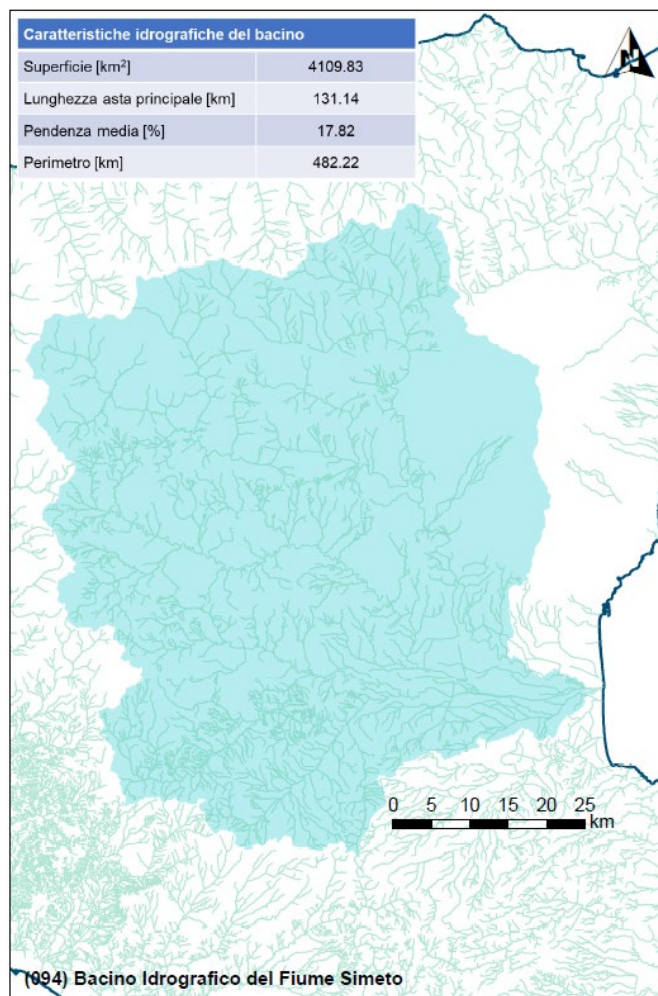 Caratteristiche idrografiche del bacino
Superficie [km²] 4109.83
Lunghezza asta principale [km] 131.14
Pendenza media [%] 17.82
Perimetro [km] 482.22
N
0 5 10 15 20 25
km
(094) Bacino Idrografico del Fiume Simeto